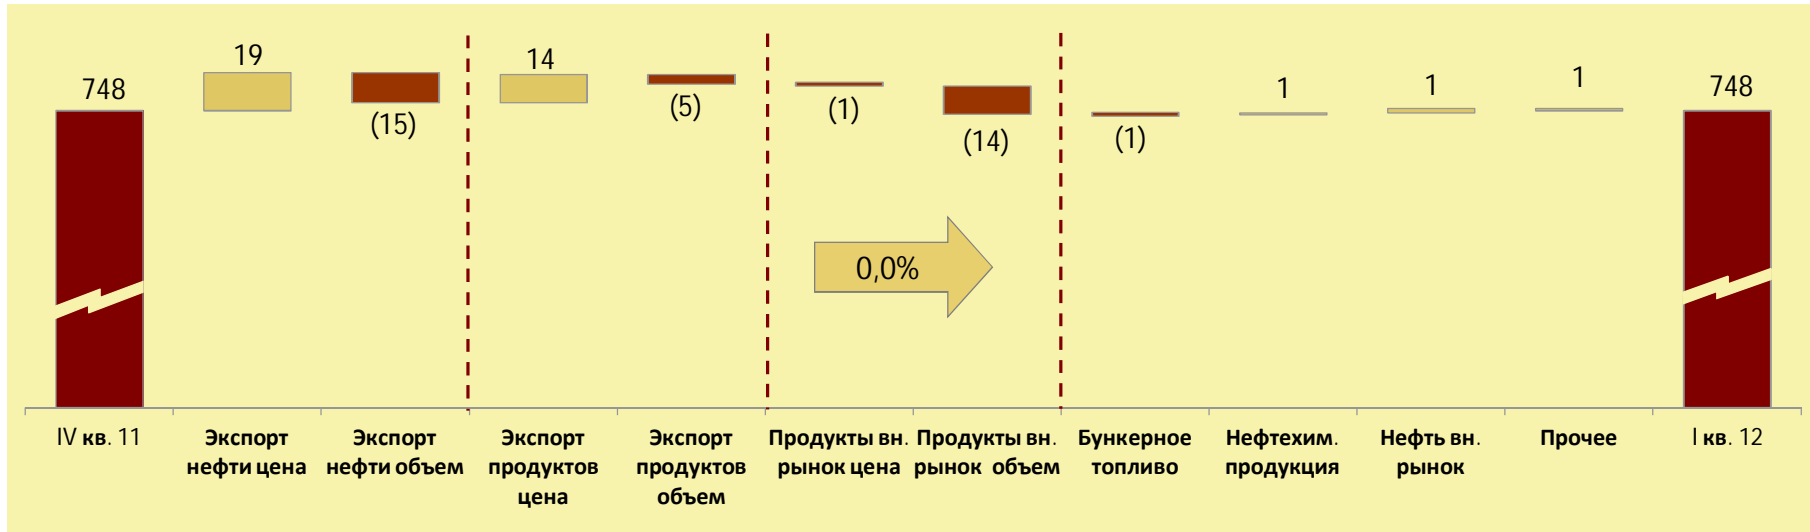 19
14
748
(15)
(5)
(1)
(14)
(1)
1
1
1
748
0,0%
IV кв. 11
Экспорт
нефти цена
Экспорт
нефти объем
Экспорт
продуктов
цена
Экспорт
продуктов
объем
Продукты вн.
рынок цена
Продукты вн.
рынок объем
Бункерное
топливо
Нефтехим.
продукция
Нефть вн.
рынок
Прочее
I кв. 12